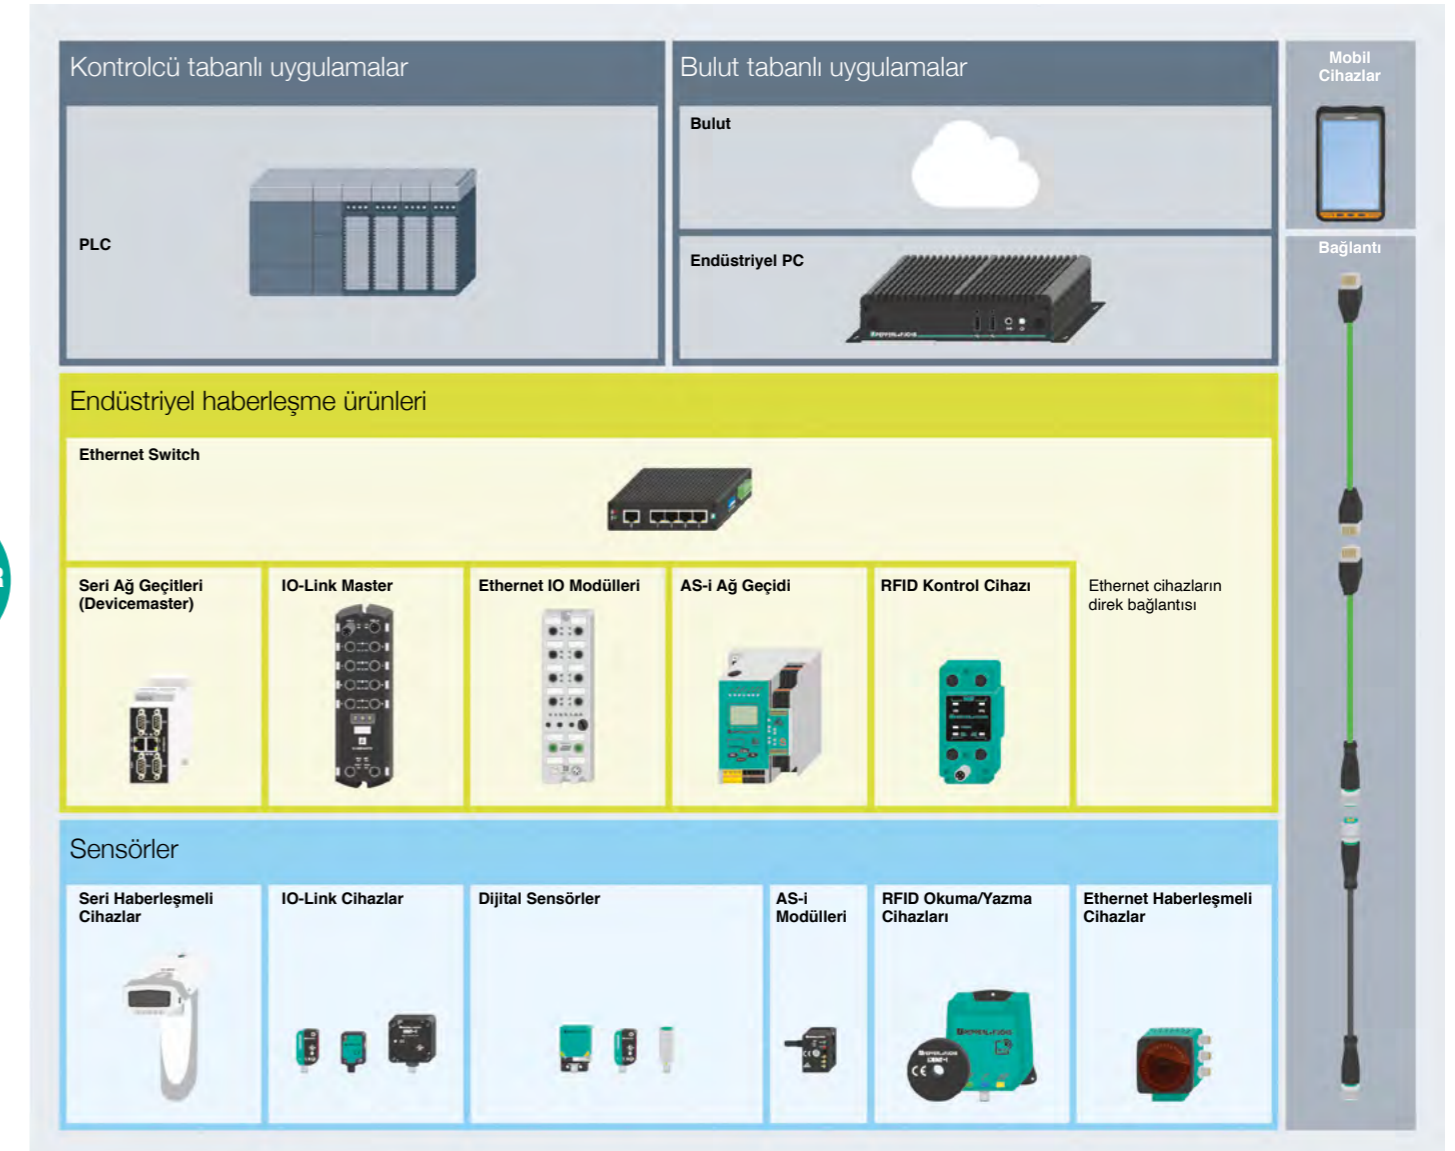 Kontrolcü tabanlı uygulamalar
PLC
Bulut tabanlı uygulamalar
Bulut
Endüstriyel PC
Mobil
Cihazlar
Bağlantı
Endüstriyel haberleşme ürünleri
Ethernet Switch
Seri Ağ Geçitleri
(Devicemaster)
IO-Link Master
Ethernet IO Modülleri
AS-i Ağ Geçidi
RFID Kontrol Cihazı
Ethernet cihazların
direk bağlantısı
Sensörler
Seri Haberleşmeli
Cihazlar
IO-Link Cihazlar
Dijital Sensörler
AS-i
Modülleri
RFID Okuma/Yazma
Cihazları
Ethernet Haberleşmeli
Cihazlar